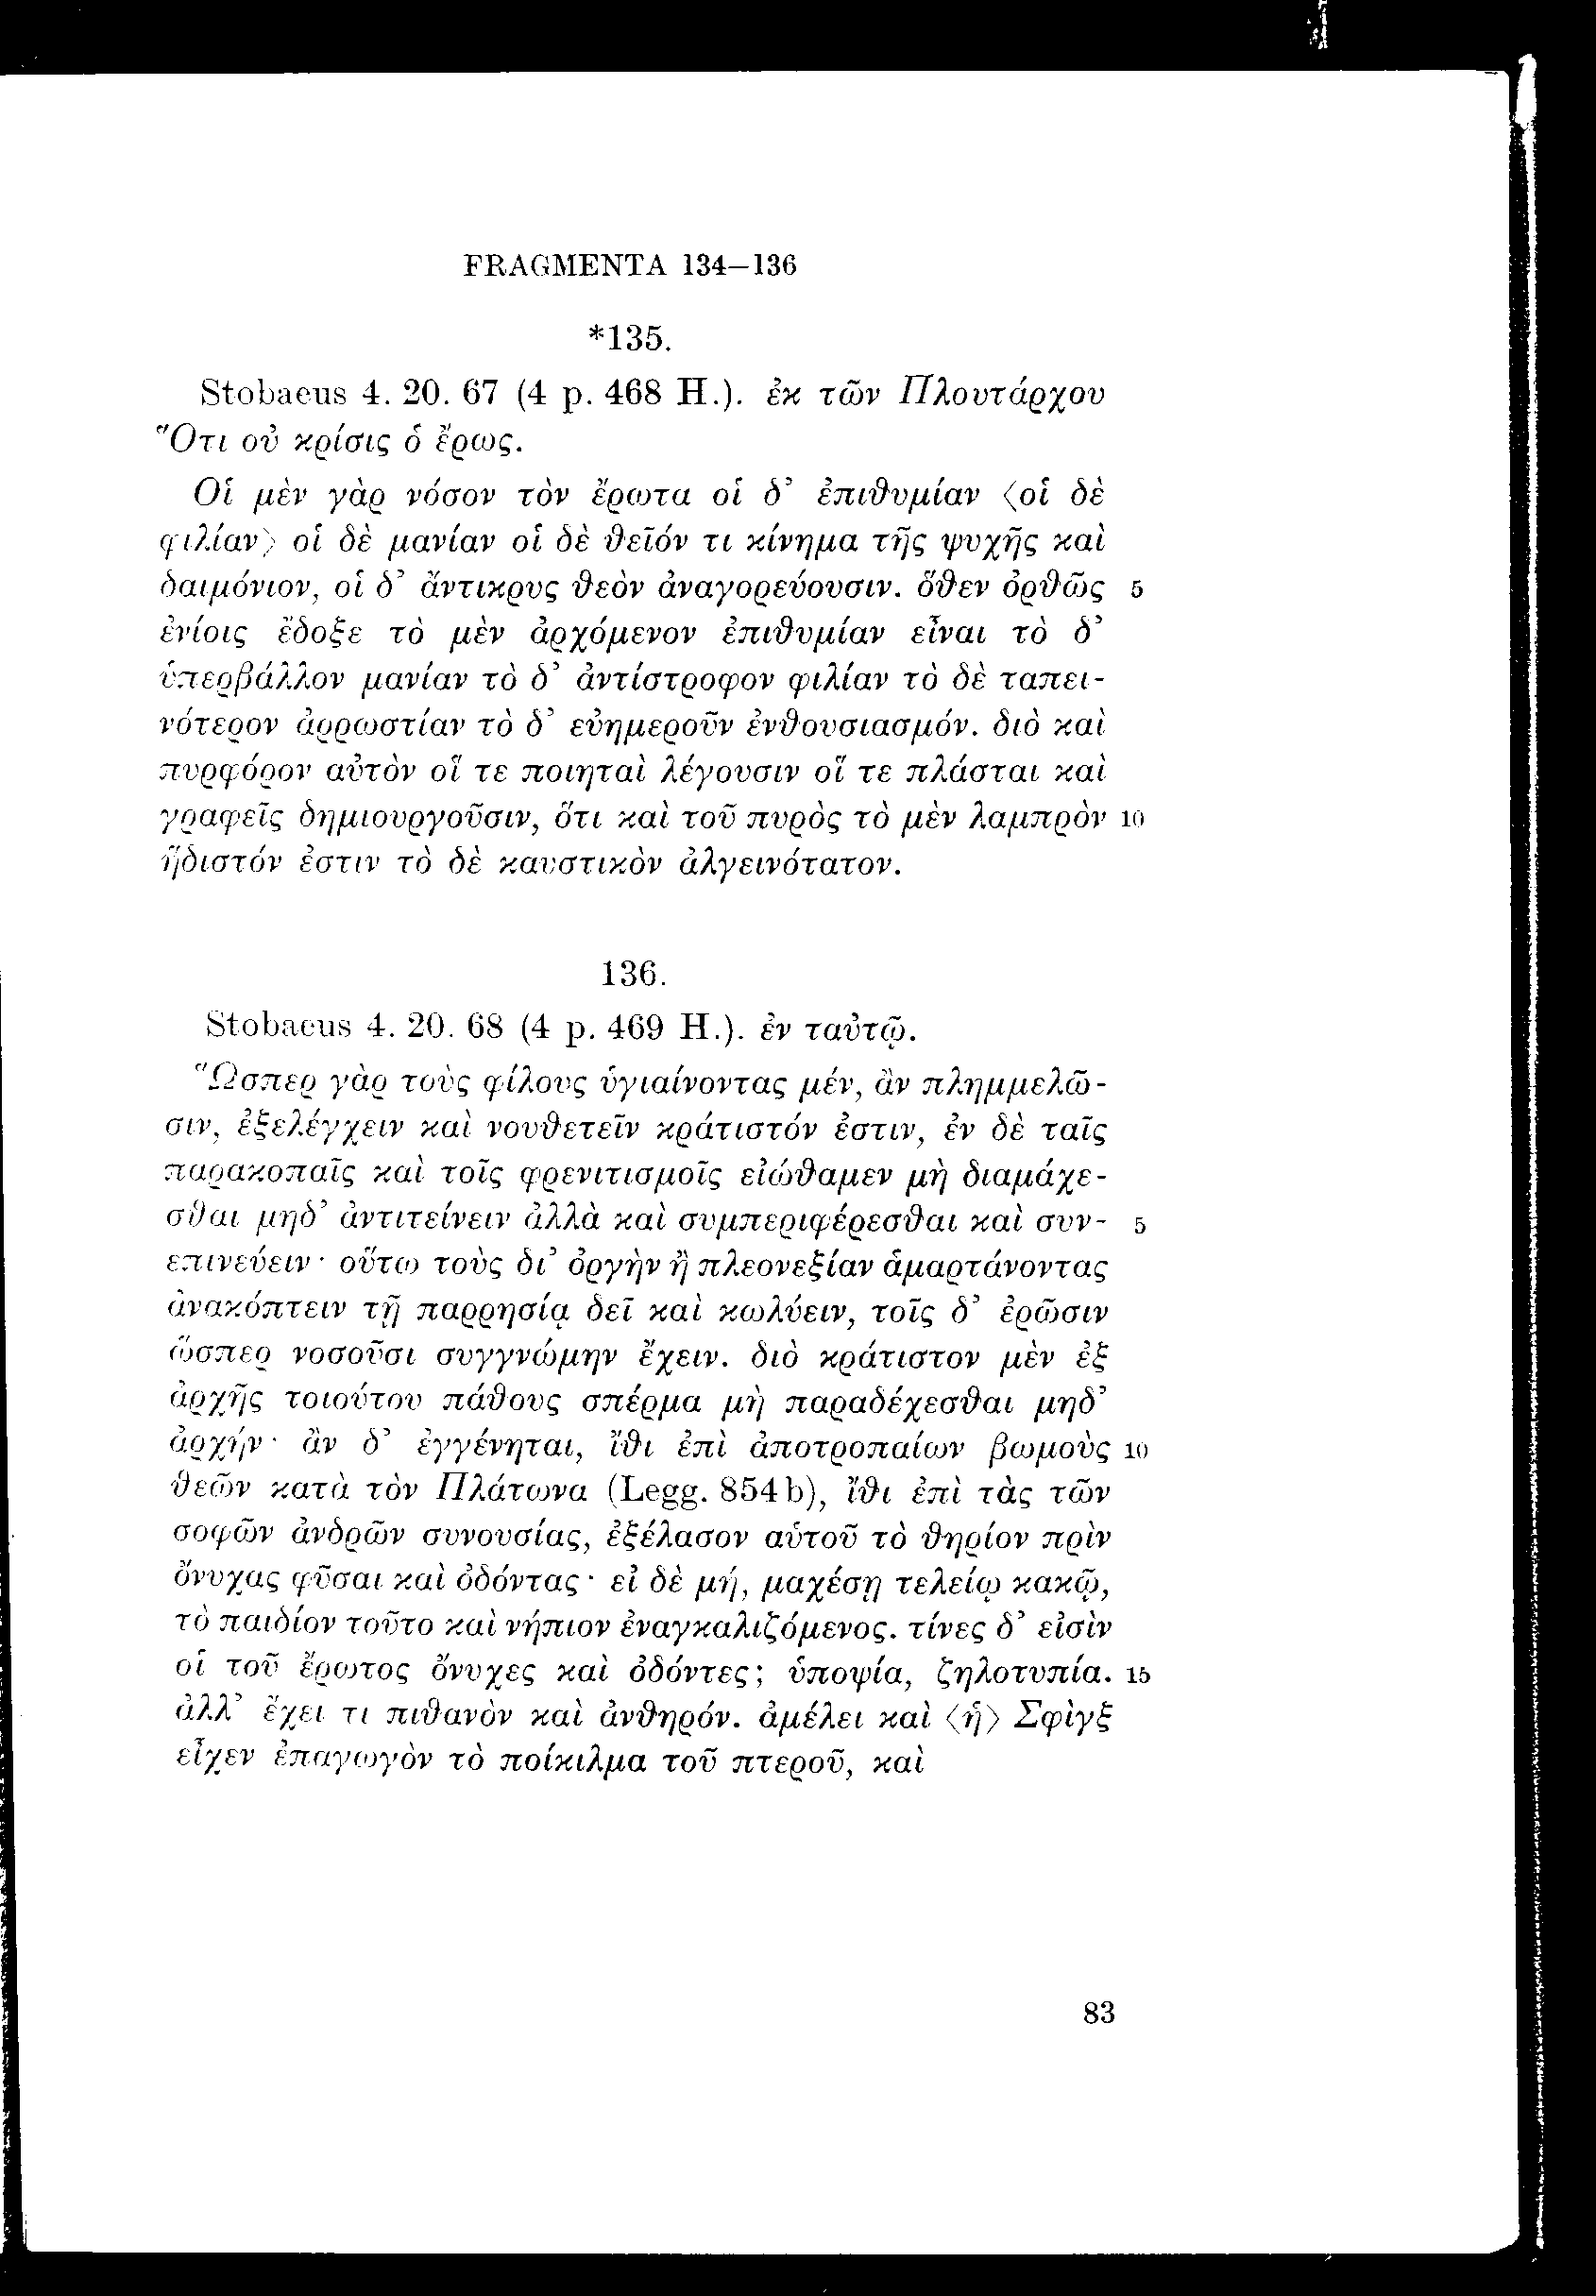 FRAGMENTA 134–136
*135.
Stobaeus 4. 20. 67 (4 p. 468 H.). ἐκ τῶν Πλουτάρχου
Ὅτι οὐ κρίσις ὁ ἔρως.
Οἱ μὲν γὰρ νόσον τὸν ἔρωτα οἱ δ’ ἐπιθυμίαν ⟨οἱ δὲ
φιλίαν⟩ οἱ δὲ μανίαν οἱ δὲ θεῖόν τι κίνημα τῆς ψυχῆς καὶ
δαιμόνιον, οἱ δ’ ἄντικρυς θεὸν ἀναγορεύουσιν. ὅθεν ὀρθῶς 5
ἐνίοις ἔδοξε τὸ μὲν ἀρχόμενον ἐπιθυμίαν εἶναι τὸ δ’
ὑπερβάλλον μανίαν τὸ δ’ ἀντίστροφον φιλίαν τὸ δὲ ταπει-
νότερον ἀρρωστίαν τὸ δ’ εὐημεροῦν ἐνθουσιασμόν. διὸ καὶ
πυρφόρον αὐτὸν οἵ τε ποιηταὶ λέγουσιν οἵ τε πλάσται καὶ
γραφεῖς δημιουργοῦσιν, ὅτι καὶ τοῦ πυρὸς τὸ μὲν λαμπρὸν 10
ἥδιστόν ἐστιν τὸ δὲ καυστικὸν ἀλγεινότατον.
136.
Stobaeus 4. 20. 68 (4 p. 469 H.). ἐν ταὐτῷ.
Ὥσπερ γὰρ τοὺς φίλους ὑγιαίνοντας μέν, ἂν πλημμελῶ-
σιν, ἐξελέγχειν καὶ νουθετεῖν κράτιστόν ἐστιν, ἐν δὲ ταῖς
παρακοπαῖς καὶ τοῖς φρενιτισμοῖς εἰώθαμεν μὴ διαμάχε-
σθαι μηδ’ ἀντιτείνειν ἀλλὰ καὶ συμπεριφέρεσθαι καὶ συν- 5
επινεύειν· οὕτω τοὺς δι’ ὀργὴν ἢ πλεονεξίαν ἁμαρτάνοντας
ἀνακόπτειν τῇ παρρησίᾳ δεῖ καὶ κωλύειν, τοῖς δ’ ἐρῶσιν
ὥσπερ νοσοῦσι συγγνώμην ἔχειν. διὸ κράτιστον μὲν ἐξ
ἀρχῆς τοιούτου πάθους σπέρμα μὴ παραδέχεσθαι μηδ’
ἀρχήν· ἂν δ’ ἐγγένηται, ἴθι ἐπὶ ἀποτροπαίων βωμοὺς 10
θεῶν κατὰ τὸν Πλάτωνα (Legg. 854b), ἴθι ἐπὶ τὰς τῶν
σοφῶν ἀνδρῶν συνουσίας, ἐξέλασον αὑτοῦ τὸ θηρίον πρὶν
ὄνυχας φῦσαι καὶ ὀδόντας· εἰ δὲ μή, μαχέσῃ τελείῳ κακῷ,
τὸ παιδίον τοῦτο καὶ νήπιον ἐναγκαλιζόμενος. τίνες δ’ εἰσὶν
οἱ τοῦ ἔρωτος ὄνυχες καὶ ὀδόντες; ὑποψία, ζηλοτυπία. 15
ἀλλ’ ἔχει τι πιθανὸν καὶ ἀνθηρόν. ἀμέλει καὶ ⟨ἡ⟩ Σφὶγξ
εἶχεν ἐπαγωγὸν τὸ ποίκιλμα τοῦ πτεροῦ, καὶ
83